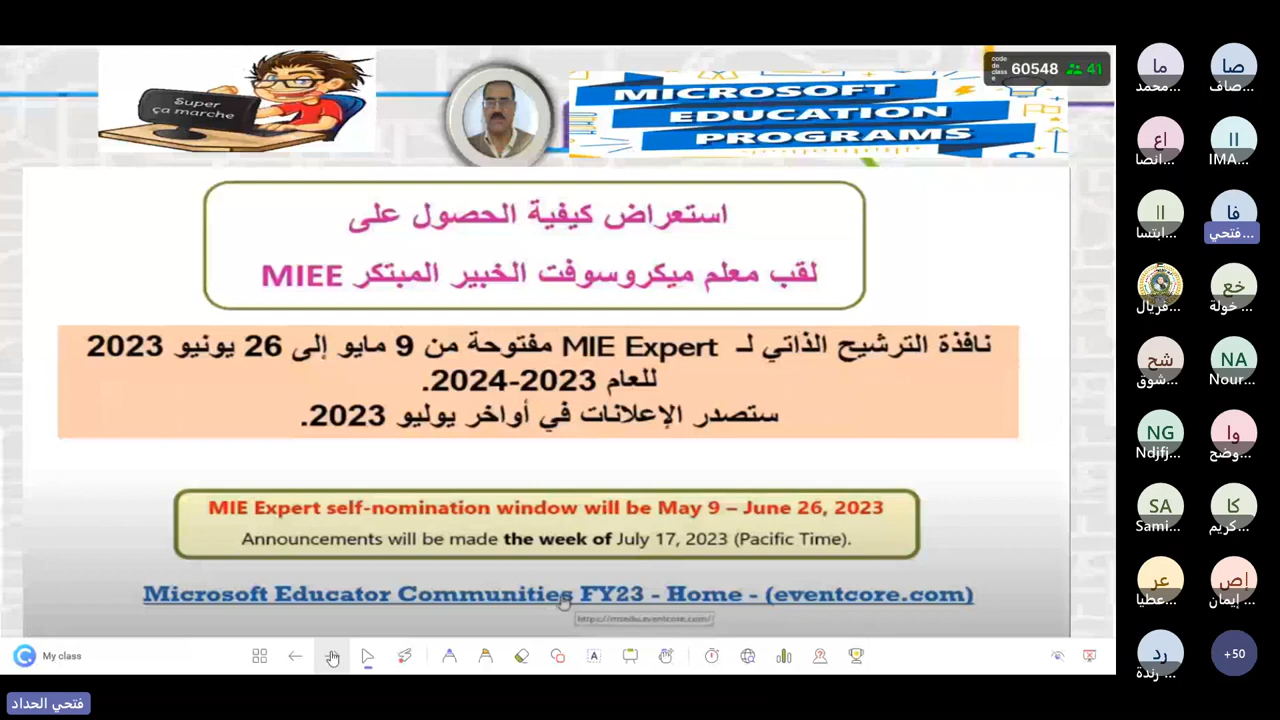 Super
ça marche
MICROSOFT
EDUCATION
PROGRAMS
code de classe 60548 41
استعراض كيفية الحصول على
لقب معلم ميكروسوفت الخبير المبتكر MIEE
نافذة الترشيح الذاتي لـ MIE Expert مفتوحة من 9 مايو إلى 26 يونيو 2023
للعام 2023-2024.
ستصدر الإعلانات في أواخر يوليو 2023.
MIE Expert self-nomination window will be May 9 – June 26, 2023
Announcements will be made the week of July 17, 2023 (Pacific Time).
Microsoft Educator Communities FY23 - Home - (eventcore.com)
https://msedu.eventcore.com/
My class
فتحي الحداد
ما
صا
محمد...
صاف...
اع
اا
انصا...
IMA...
اا
فا
ابتسا...
فتحي...
خع
فريال...
خولة...
شح
NA
شوق...
Nour...
NG
وا
Ndjfj...
وضح...
SA
كا
Sami...
كريم...
عر
إص
عطيا...
إيمان...
رد
+50
رندة...